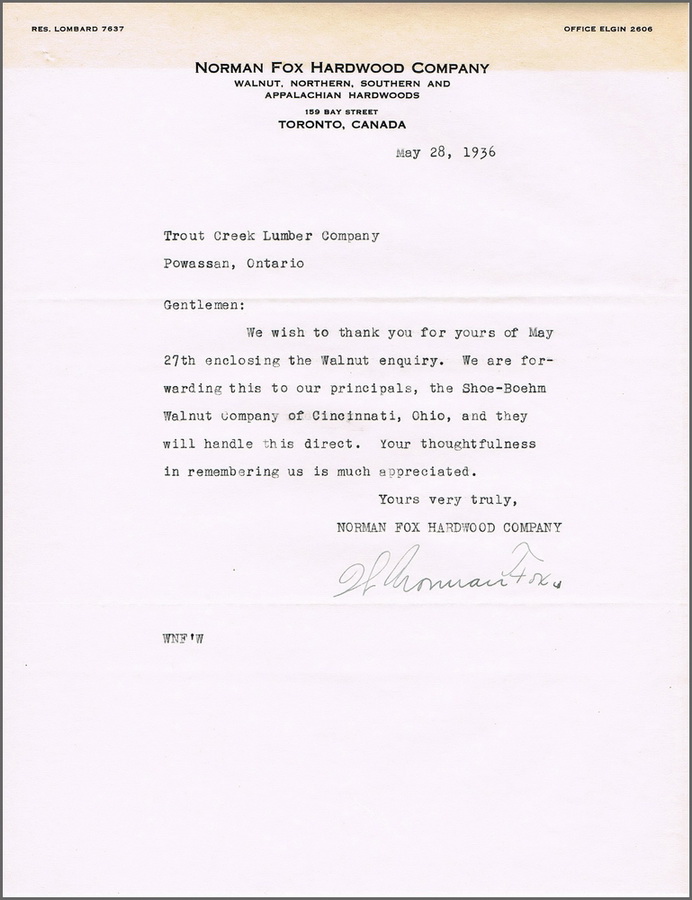 RES. LOMBARD 7637
OFFICE ELGIN 2606
NORMAN FOX HARDWOOD COMPANY
WALNUT, NORTHERN, SOUTHERN AND
APPALACHIAN HARDWOODS
159 BAY STREET
TORONTO, CANADA
May 28, 1936
Trout Creek Lumber Company
Powassan, Ontario
Gentlemen:
We wish to thank you for yours of May
27th enclosing the Walnut enquiry. We are for-
warding this to our principals, the Shoe-Boehm
Walnut Company of Cincinnati, Ohio, and they
will handle this direct. Your thoughtfulness
in remembering us is much appreciated.
Yours very truly,
NORMAN FOX HARDWOOD COMPANY
W Norman Fox.
WNF'W